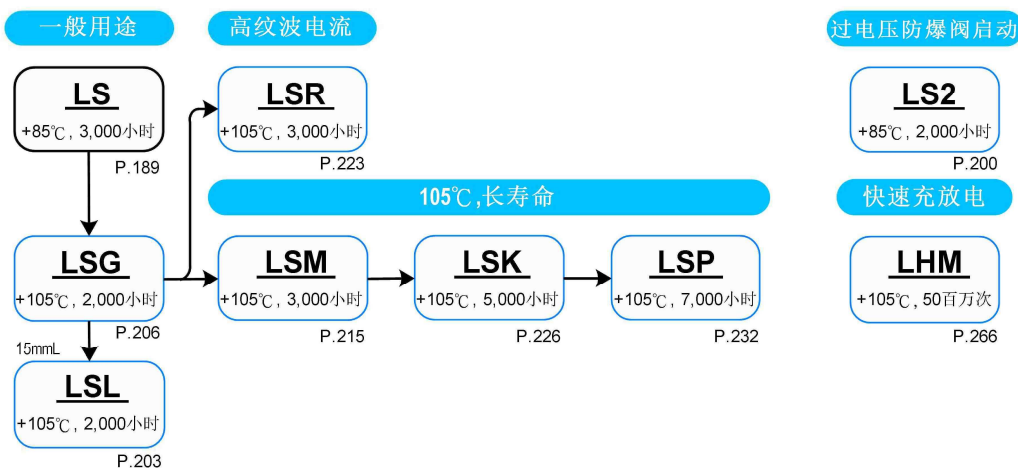 一般用途
高纹波电流
过电压防爆阀启动
LS
+85℃, 3,000小时
P.189
LSR
+105℃, 3,000小时
P.223
LS2
+85℃, 2,000小时
P.200
105℃,长寿命
快速充放电
LSG
+105℃, 2,000小时
P.206
LSM
+105℃, 3,000小时
P.215
LSK
+105℃, 5,000小时
P.226
LSP
+105℃, 7,000小时
P.232
LHM
+105℃, 50百万次
P.266
15mmL
LSL
+105℃, 2,000小时
P.203